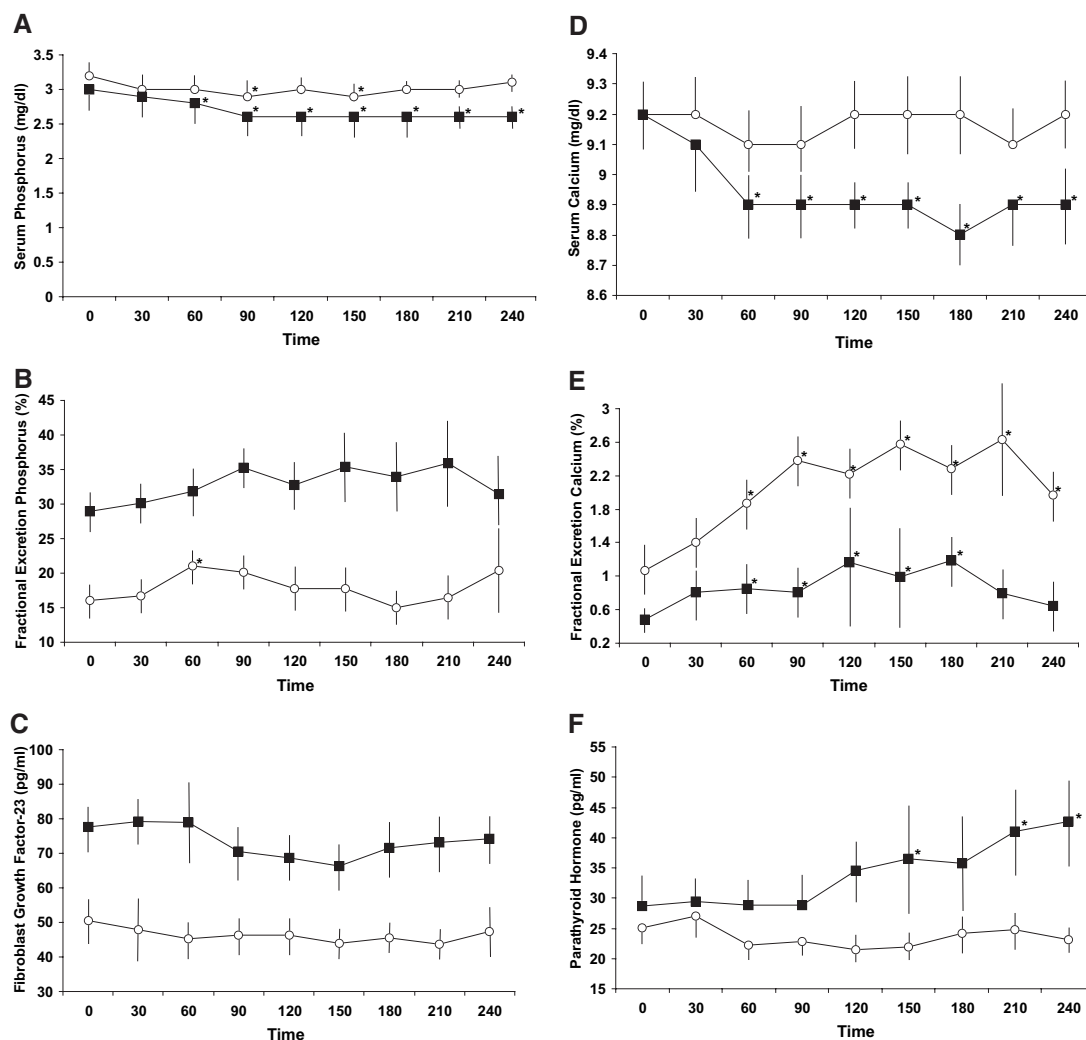 A
Serum Phosphorus (mg/dl)
3.5
3
2.5
2
1.5
1
0.5
0
* * * * * * * * *
0 30 60 90 120 150 180 210 240
Time
B
Fractional Excretion Phosphorus (%)
45
40
35
30
25
20
15
10
*
0 30 60 90 120 150 180 210 240
Time
C
Fibroblast Growth Factor-23 (pg/ml)
100
90
80
70
60
50
40
30
0 30 60 90 120 150 180 210 240
Time
D
Serum Calcium (mg/dl)
9.4
9.3
9.2
9.1
9
8.9
8.8
8.7
8.6
* * * * * * *
0 30 60 90 120 150 180 210 240
Time
E
Fractional Excretion Calcium (%)
3
2.6
2.2
1.8
1.4
1
0.6
0.2
* * * * * * *
* * * * *
0 30 60 90 120 150 180 210 240
Time
F
Parathyroid Hormone (pg/ml)
55
50
45
40
35
30
25
20
15
* * *
0 30 60 90 120 150 180 210 240
Time